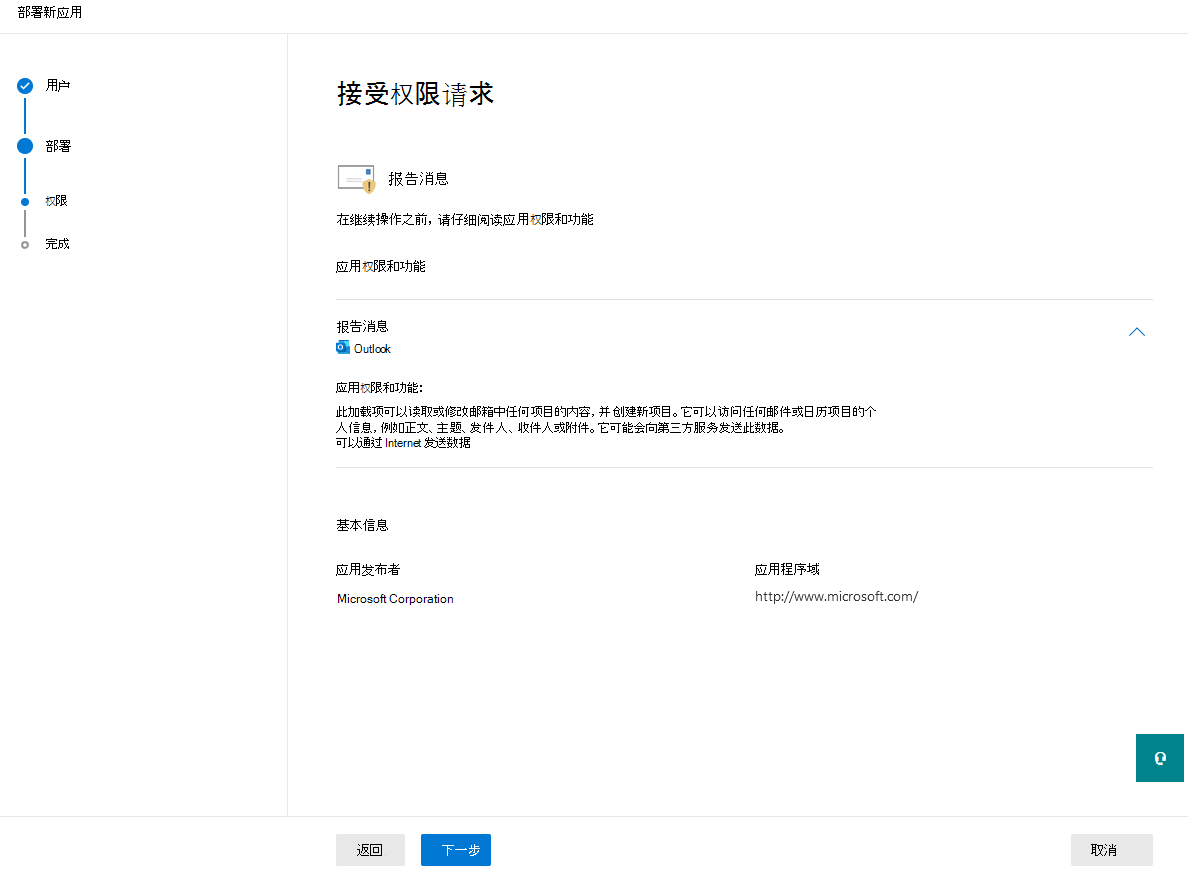 部署新应用
用户
部署
权限
完成
接受权限请求
报告消息
在继续操作之前，请仔细阅读应用权限和功能
应用权限和功能
报告消息
Outlook
应用权限和功能：
此加载项可以读取或修改邮箱中任何项目的内容，并创建新项目。它可以访问任何邮件或日历项目的个
人信息，例如正文、主题、发件人、收件人或附件。它可能会向第三方服务发送此数据。
可以通过 Internet 发送数据
基本信息
应用发布者
应用程序域
Microsoft Corporation
http://www.microsoft.com/
返回
下一步
取消